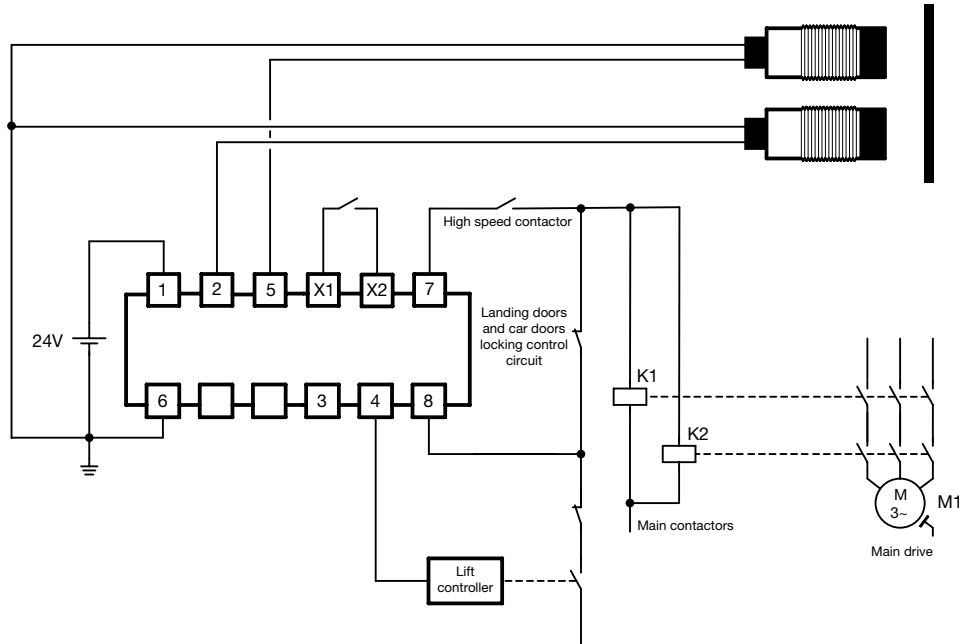 1
2
5
X1
X2
7
High speed contactor
24V
Landing doors
and car doors
locking control
circuit
6
3
4
8
K1
K2
M
3~
M1
Main drive
Main contactors
Lift
controller